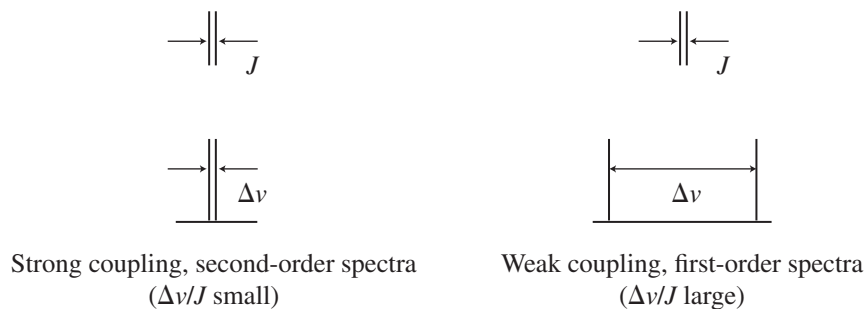 J
J
Δv
Δv
Strong coupling, second-order spectra
(Δv/J small)
Weak coupling, first-order spectra
(Δv/J large)